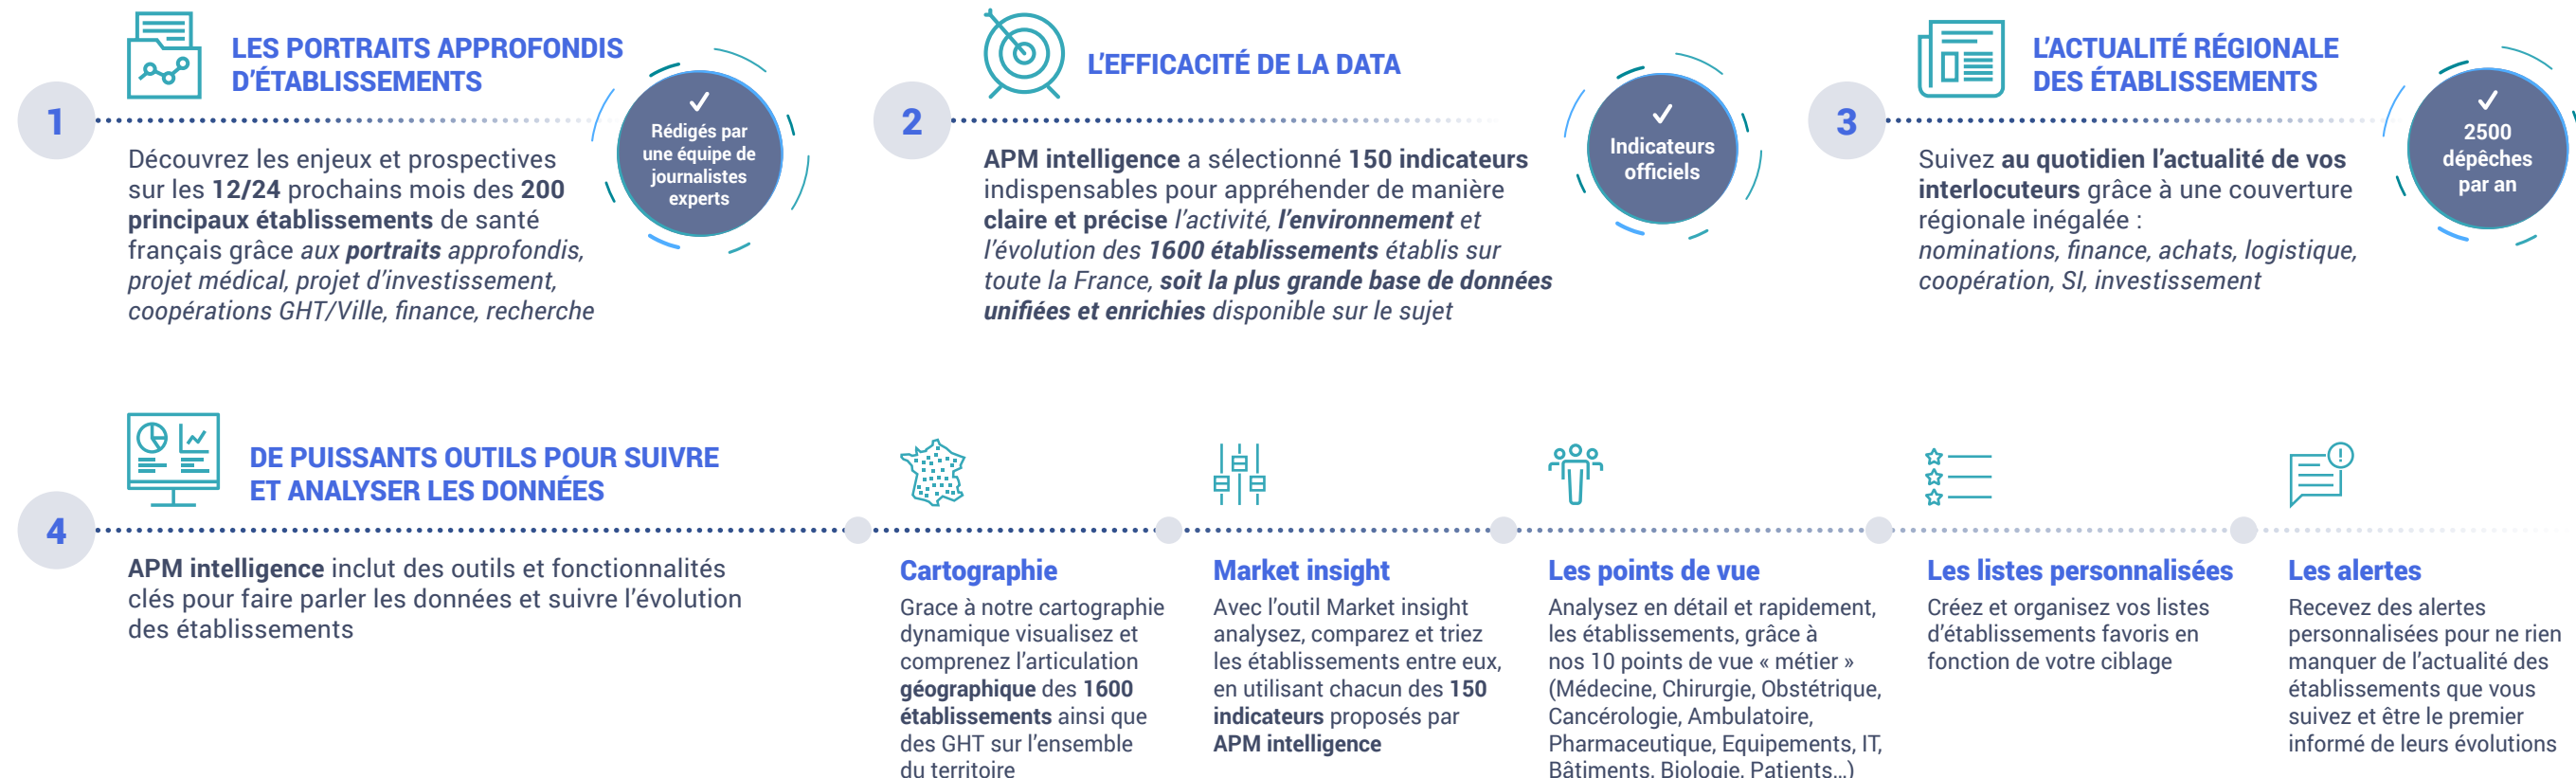 1
LES PORTRAITS APPROFONDIS
D'ÉTABLISSEMENTS
Découvrez les enjeux et prospectives
sur les 12/24 prochains mois des 200
principaux établissements de santé
français grâce aux portraits approfondis,
projet médical, projet d'investissement,
coopérations GHT/Ville, finance, recherche
Rédigés par
une équipe de
journalistes
experts
2
L'EFFICACITÉ DE LA DATA
APM intelligence a sélectionné 150 indicateurs
indispensables pour appréhender de manière
claire et précise l'activité, l'environnement et
l'évolution des 1600 établissements établis sur
toute la France, soit la plus grande base de données
unifiées et enrichies disponible sur le sujet
Indicateurs
officiels
3
L'ACTUALITÉ RÉGIONALE
DES ÉTABLISSEMENTS
Suivez au quotidien l'actualité de vos
interlocuteurs grâce à une couverture
régionale inégalée :
nominations, finance, achats, logistique,
coopération, SI, investissement
2500
dépêches
par an
4
DE PUISSANTS OUTILS POUR SUIVRE
ET ANALYSER LES DONNÉES
APM intelligence inclut des outils et fonctionnalités
clés pour faire parler les données et suivre l'évolution
des établissements
Cartographie
Grace à notre cartographie
dynamique visualisez et
comprenez l'articulation
géographique des 1600
établissements ainsi que
des GHT sur l'ensemble
du territoire
Market insight
Avec l'outil Market insight
analysez, comparez et triez
les établissements entre eux,
en utilisant chacun des 150
indicateurs proposés par
APM intelligence
Les points de vue
Analysez en détail et rapidement,
les établissements, grâce à
nos 10 points de vue « métier »
(Médecine, Chirurgie, Obstétrique,
Cancérologie, Ambulatoire,
Pharmaceutique, Equipements, IT,
Bâtiments, Biologie, Patients…)
Les listes personnalisées
Créez et organisez vos listes
d'établissements favoris en
fonction de votre ciblage
Les alertes
Recevez des alertes
personnalisées pour ne rien
manquer de l'actualité des
établissements que vous
suivez et être le premier
informé de leurs évolutions